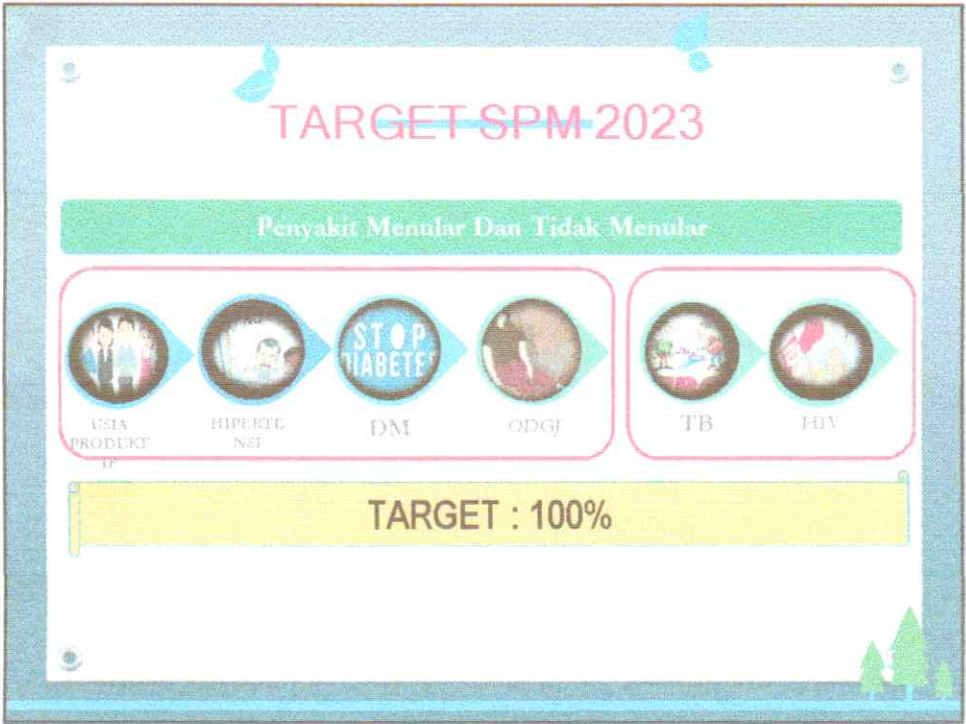 TARGET SPM 2023
Penyakit Menular Dan Tidak Menular
STOP
DIABETES
USIA
PRODUKT
IF
HIPERTE
NSI
DM
ODGJ
TB
HIV
TARGET : 100%